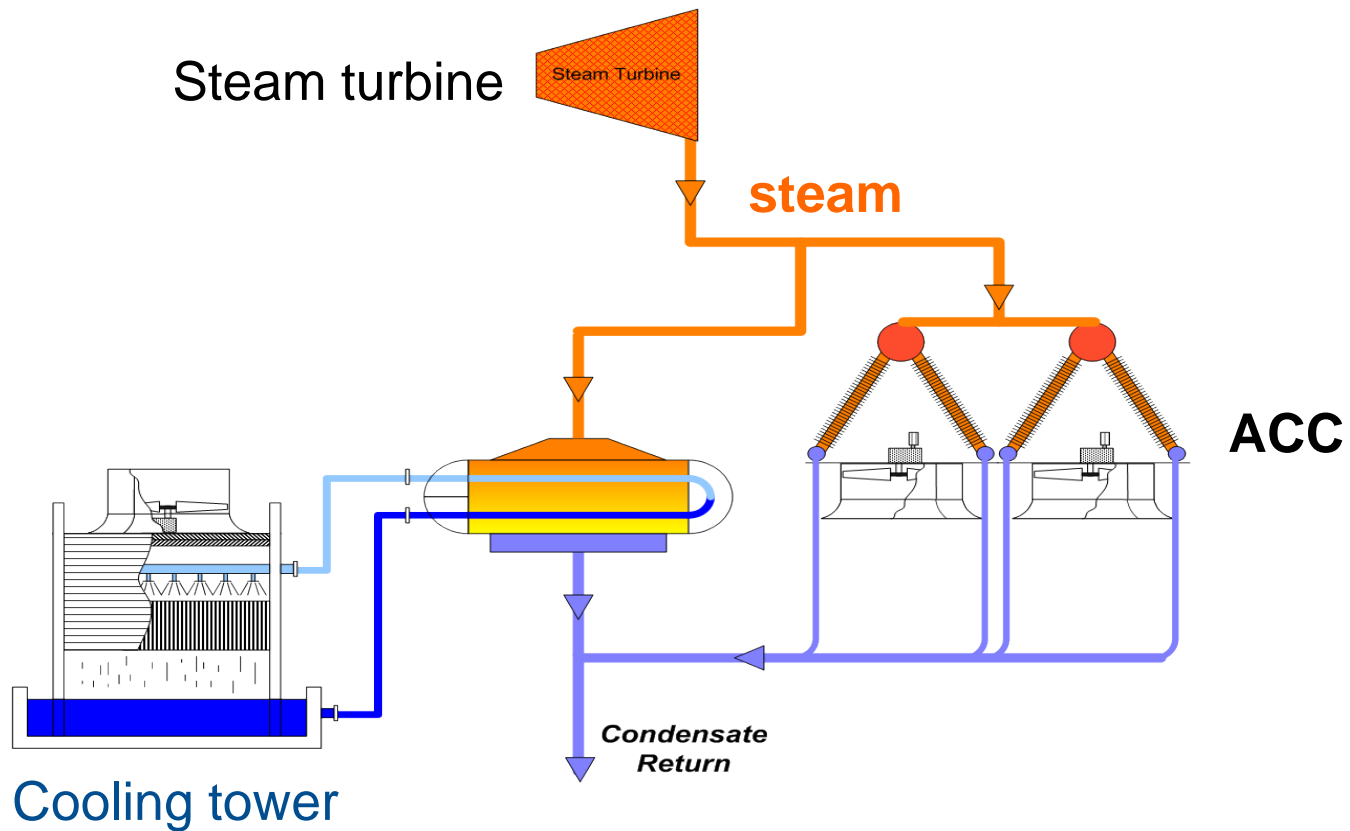 Steam turbine
Steam Turbine
steam
ACC
Condensate
Return
Cooling tower